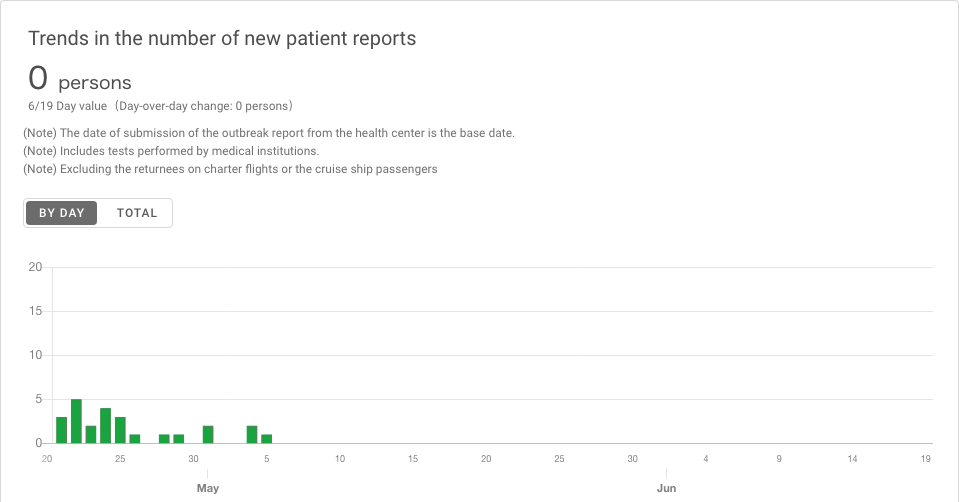 Trends in the number of new patient reports
0 persons
6/19 Day value（Day-over-day change: 0 persons）
(Note) The date of submission of the outbreak report from the health center is the base date.
(Note) Includes tests performed by medical institutions.
(Note) Excluding the returnees on charter flights or the cruise ship passengers
BY DAY TOTAL
20
15
10
5
0
20 25 30 5 10 15 20 25 30 4 9 14 19
May Jun